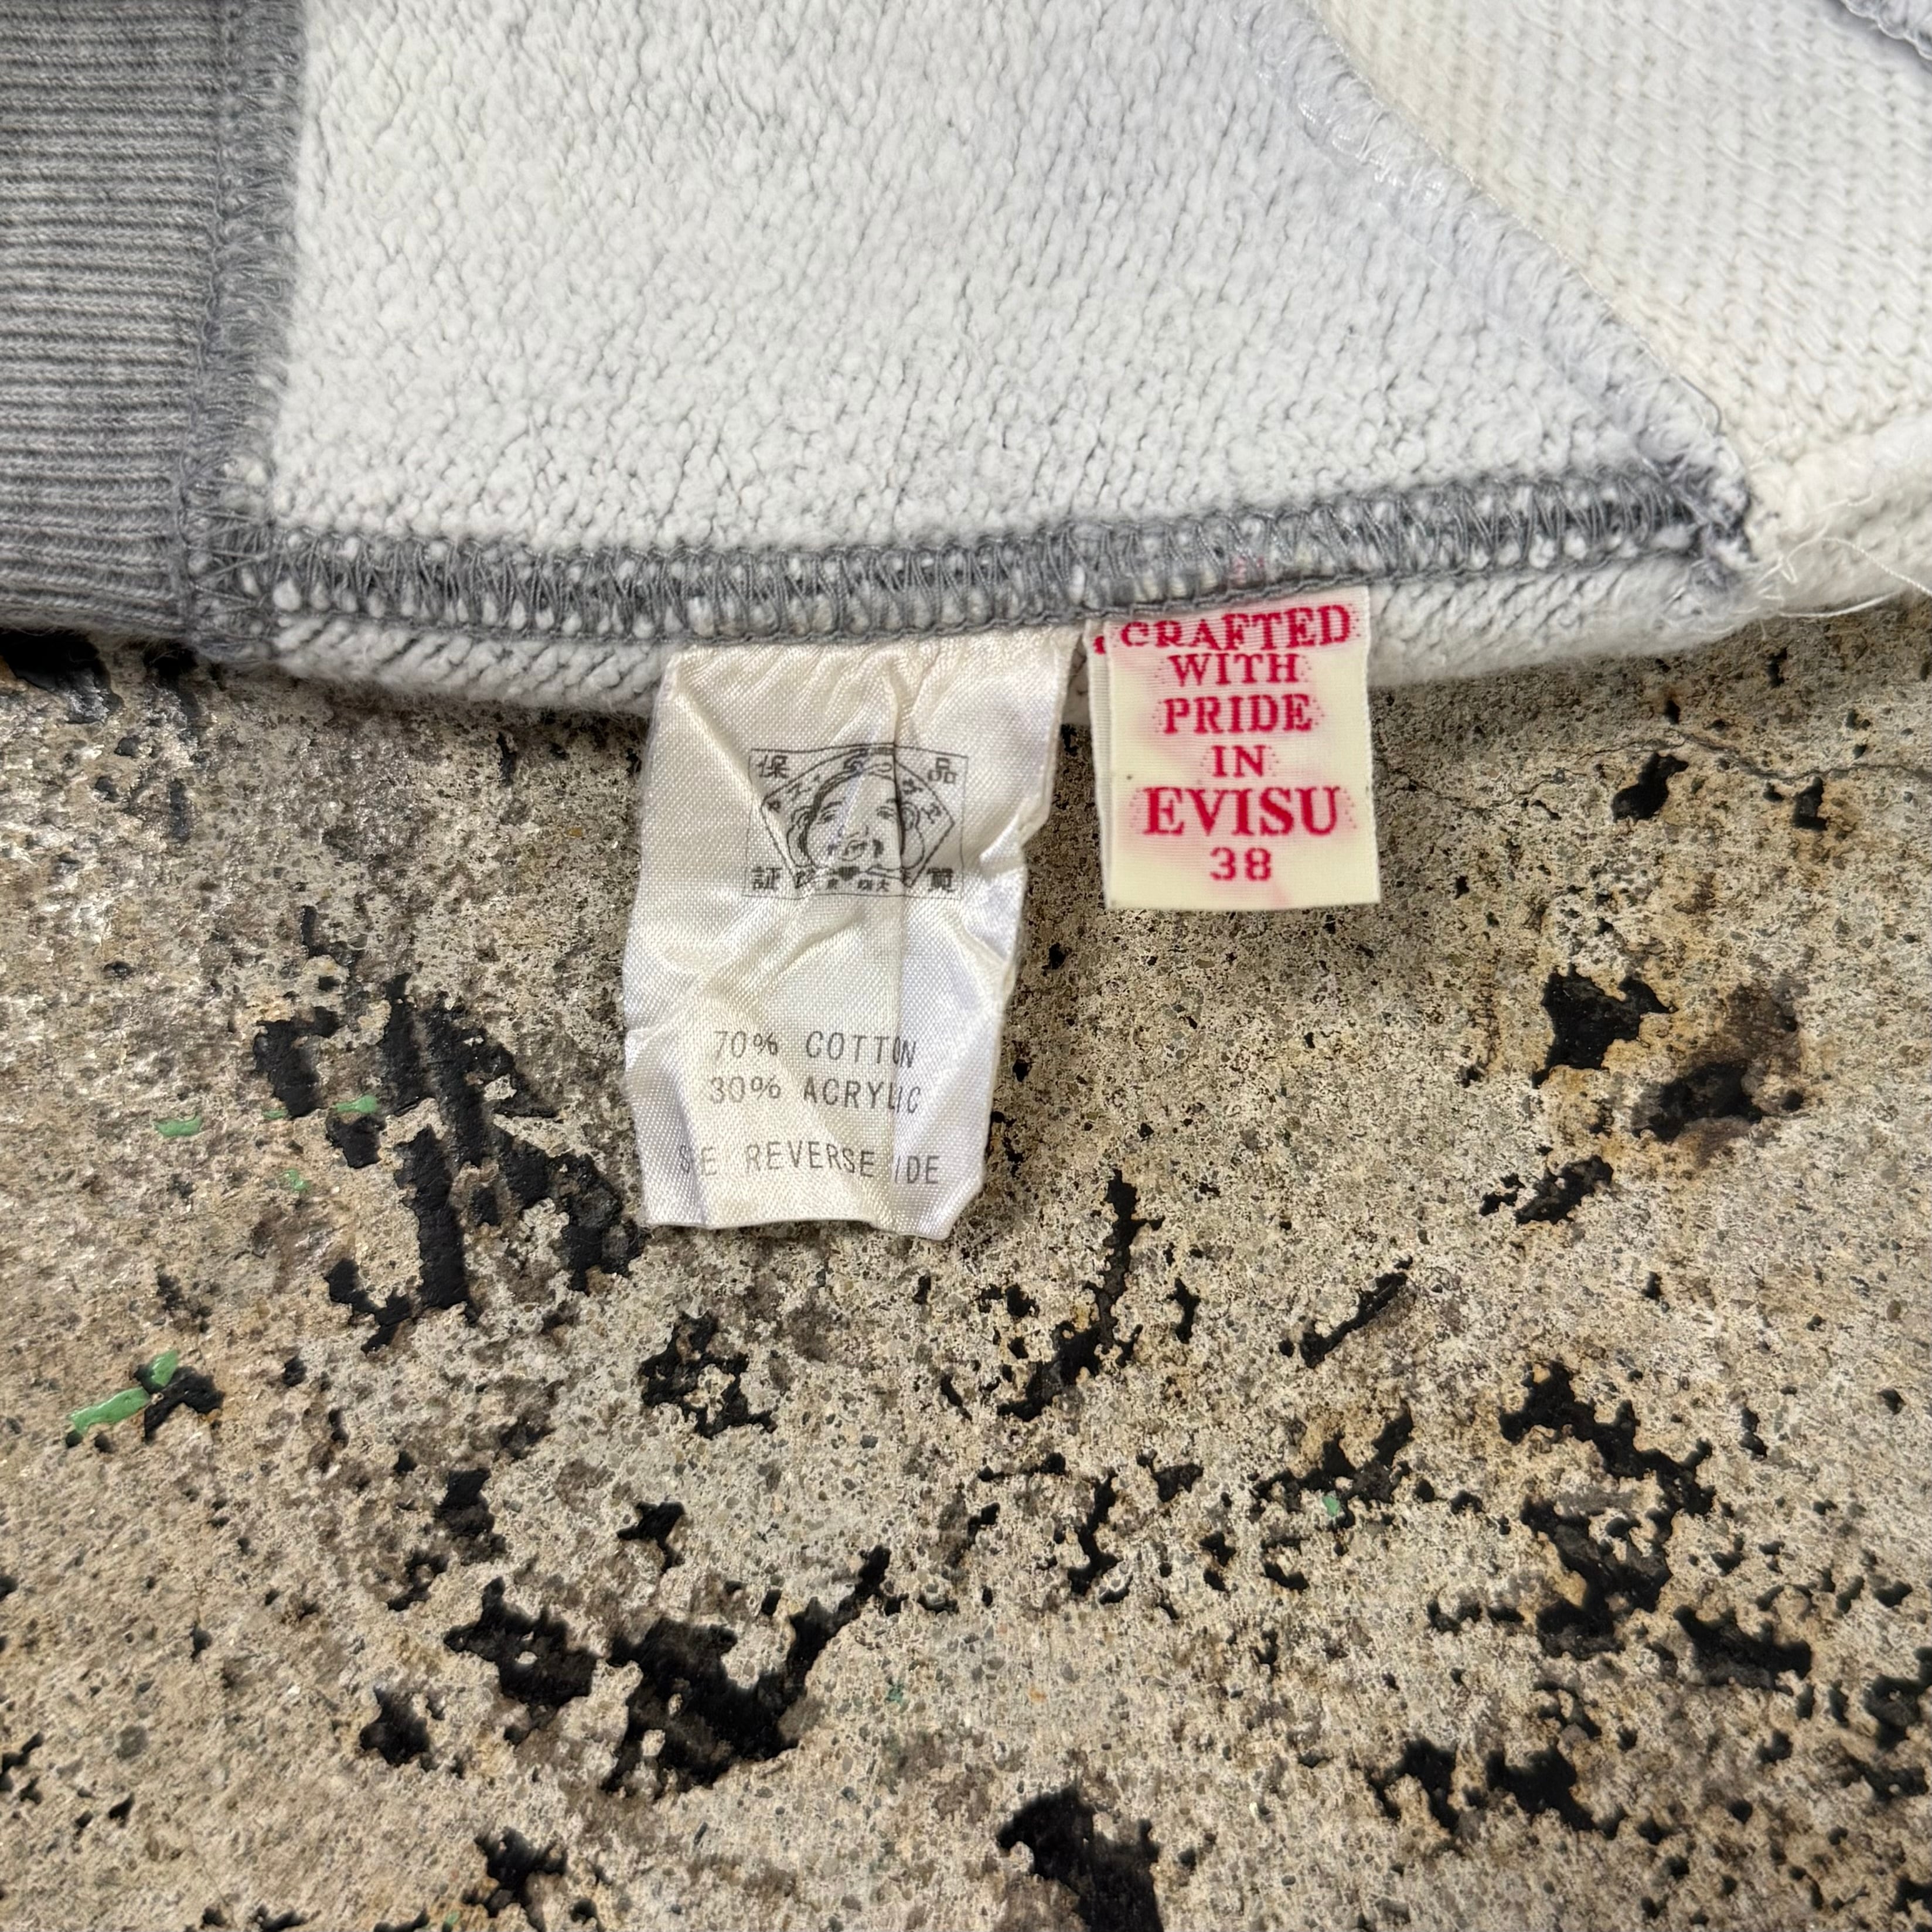 保 品
証 質
70% COTTON
30% ACRYLIC
REVERSE
CRAFTED
WITH
PRIDE
IN
EVISU
38